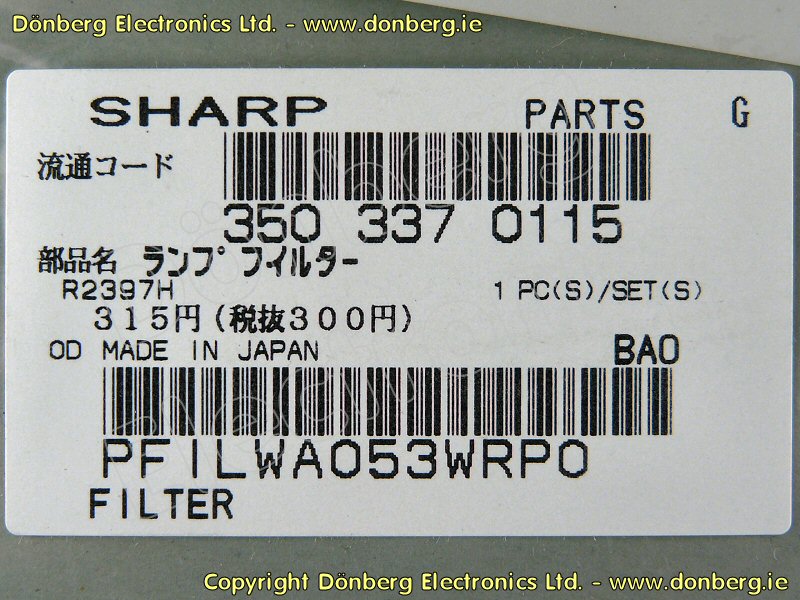 Dönberg Electronics Ltd. - www.donberg.ie
SHARP PARTS G
流通コード
350 337 0115
部品名 ランプ フィルター
R2397H 1 PC(S)/SET(S)
315円(税抜300円)
OD MADE IN JAPAN BA0
PFILWA053WRP0
FILTER
Copyright Dönberg Electronics Ltd. - www.donberg.ie